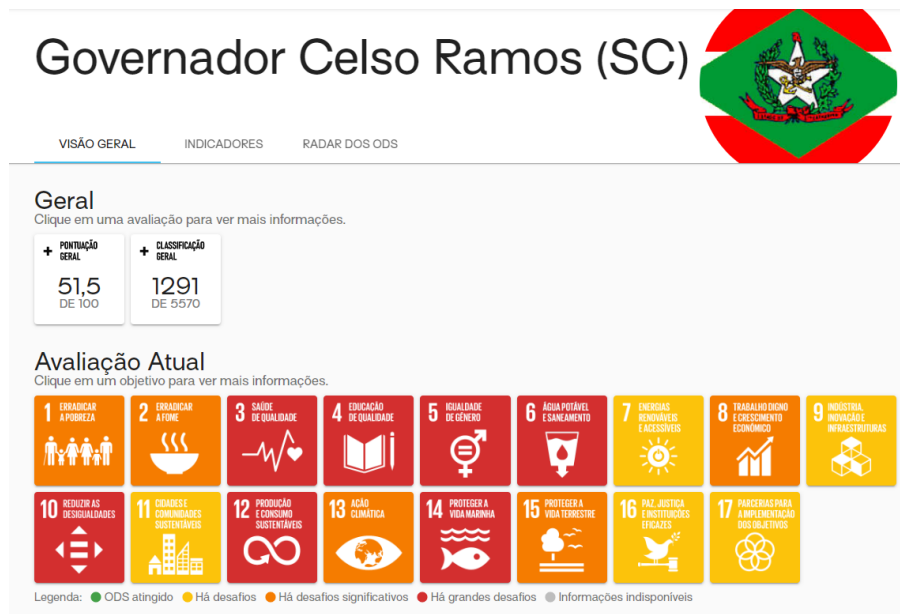 Governador Celso Ramos (SC)
VISÃO GERAL INDICADORES RADAR DOS ODS
Geral
Clique em uma avaliação para ver mais informações.
+ PONTUAÇÃO GERAL
51,5
DE 100
+ CLASSIFICAÇÃO GERAL
1291
DE 5570
Avaliação Atual
Clique em um objetivo para ver mais informações.
1 ERRADICAR
A POBREZA
2 ERRADICAR
A FOME
3 SAÚDE
DE QUALIDADE
4 EDUCAÇÃO
DE QUALIDADE
5 IGUALDADE
DE GÉNERO
6 ÁGUA POTÁVEL
E SANEAMENTO
7 ENERGIAS
RENOVÁVEIS
E ACESSÍVEIS
8 TRABALHO DIGNO
E CRESCIMENTO
ECONÓMICO
9 INDÚSTRIA,
INOVAÇÃO E
INFRAESTRUTURAS
10 REDUZIR AS
DESIGUALDADES
11 CIDADES E
COMUNIDADES
SUSTENTÁVEIS
12 PRODUÇÃO
E CONSUMO
SUSTENTÁVEIS
13 AÇÃO
CLIMÁTICA
14 PROTEGER A
VIDA MARINHA
15 PROTEGER A
VIDA TERRESTRE
16 PAZ, JUSTIÇA
E INSTITUIÇÕES
EFICAZES
17 PARCERIAS PARA
A IMPLEMENTAÇÃO
DOS OBJETIVOS
Legenda: ODS atingido Há desafios Há desafios significativos Há grandes desafios Informações indisponíveis